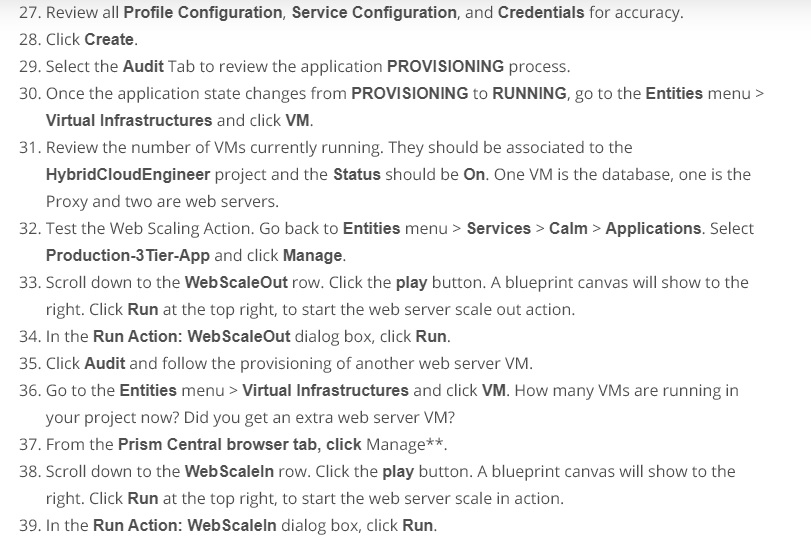 27. Review all Profile Configuration, Service Configuration, and Credentials for accuracy.
28. Click Create.
29. Select the Audit Tab to review the application PROVISIONING process.
30. Once the application state changes from PROVISIONING to RUNNING, go to the Entities menu >
Virtual Infrastructures and click VM.
31. Review the number of VMs currently running. They should be associated to the
HybridCloudEngineer project and the Status should be On. One VM is the database, one is the
Proxy and two are web servers.
32. Test the Web Scaling Action. Go back to Entities menu > Services > Calm > Applications. Select
Production-3Tier-App and click Manage.
33. Scroll down to the WebScaleOut row. Click the play button. A blueprint canvas will show to the
right. Click Run at the top right, to start the web server scale out action.
34. In the Run Action: WebScaleOut dialog box, click Run.
35. Click Audit and follow the provisioning of another web server VM.
36. Go to the Entities menu > Virtual Infrastructures and click VM. How many VMs are running in
your project now? Did you get an extra web server VM?
37. From the Prism Central browser tab, click Manage**.
38. Scroll down to the WebScaleIn row. Click the play button. A blueprint canvas will show to the
right. Click Run at the top right, to start the web server scale in action.
39. In the Run Action: WebScaleIn dialog box, click Run.